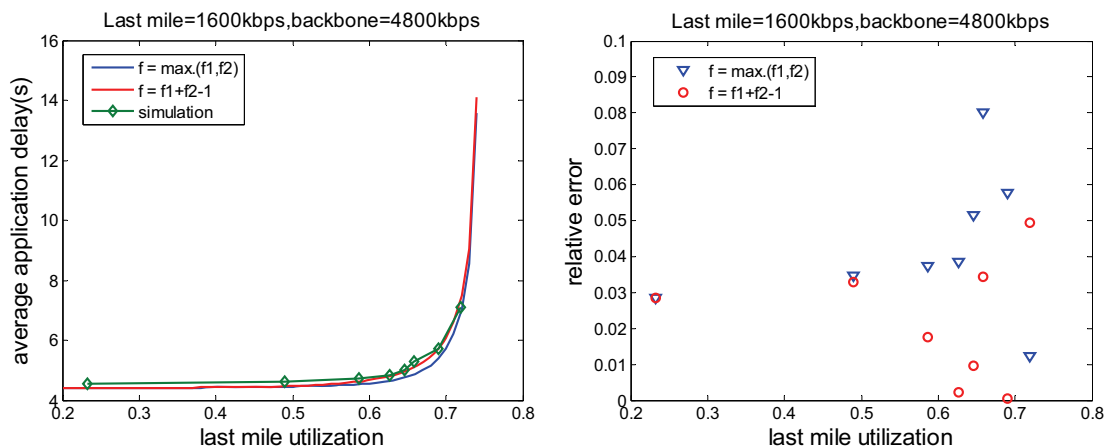 Last mile=1600kbps,backbone=4800kbps
average application delay(s)
16
14
12
10
8
6
4
f = max.(f1,f2)
f = f1+f2-1
simulation
0.2 0.3 0.4 0.5 0.6 0.7 0.8
last mile utilization
Last mile=1600kbps,backbone=4800kbps
relative error
0.1
0.09
0.08
0.07
0.06
0.05
0.04
0.03
0.02
0.01
0
f = max.(f1,f2)
f = f1+f2-1
0.2 0.3 0.4 0.5 0.6 0.7 0.8
last mile utilization